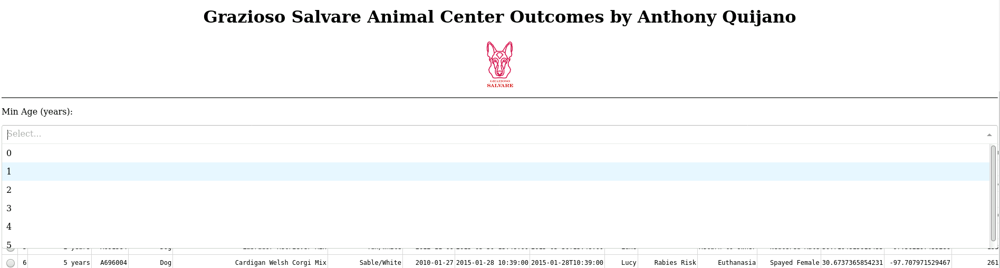 Grazioso Salvare Animal Center Outcomes by Anthony Quijano
GRAZIOSO
SALVARE
Min Age (years):
Select...
0
1
2
3
4
5
6 5 years A696004 Dog Cardigan Welsh Corgi Mix Sable/White 2010-01-27 2015-01-28 10:39:00 2015-01-28T10:39:00 Lucy Rabies Risk Euthanasia Spayed Female 30.6737365854231 -97.707971529467 261